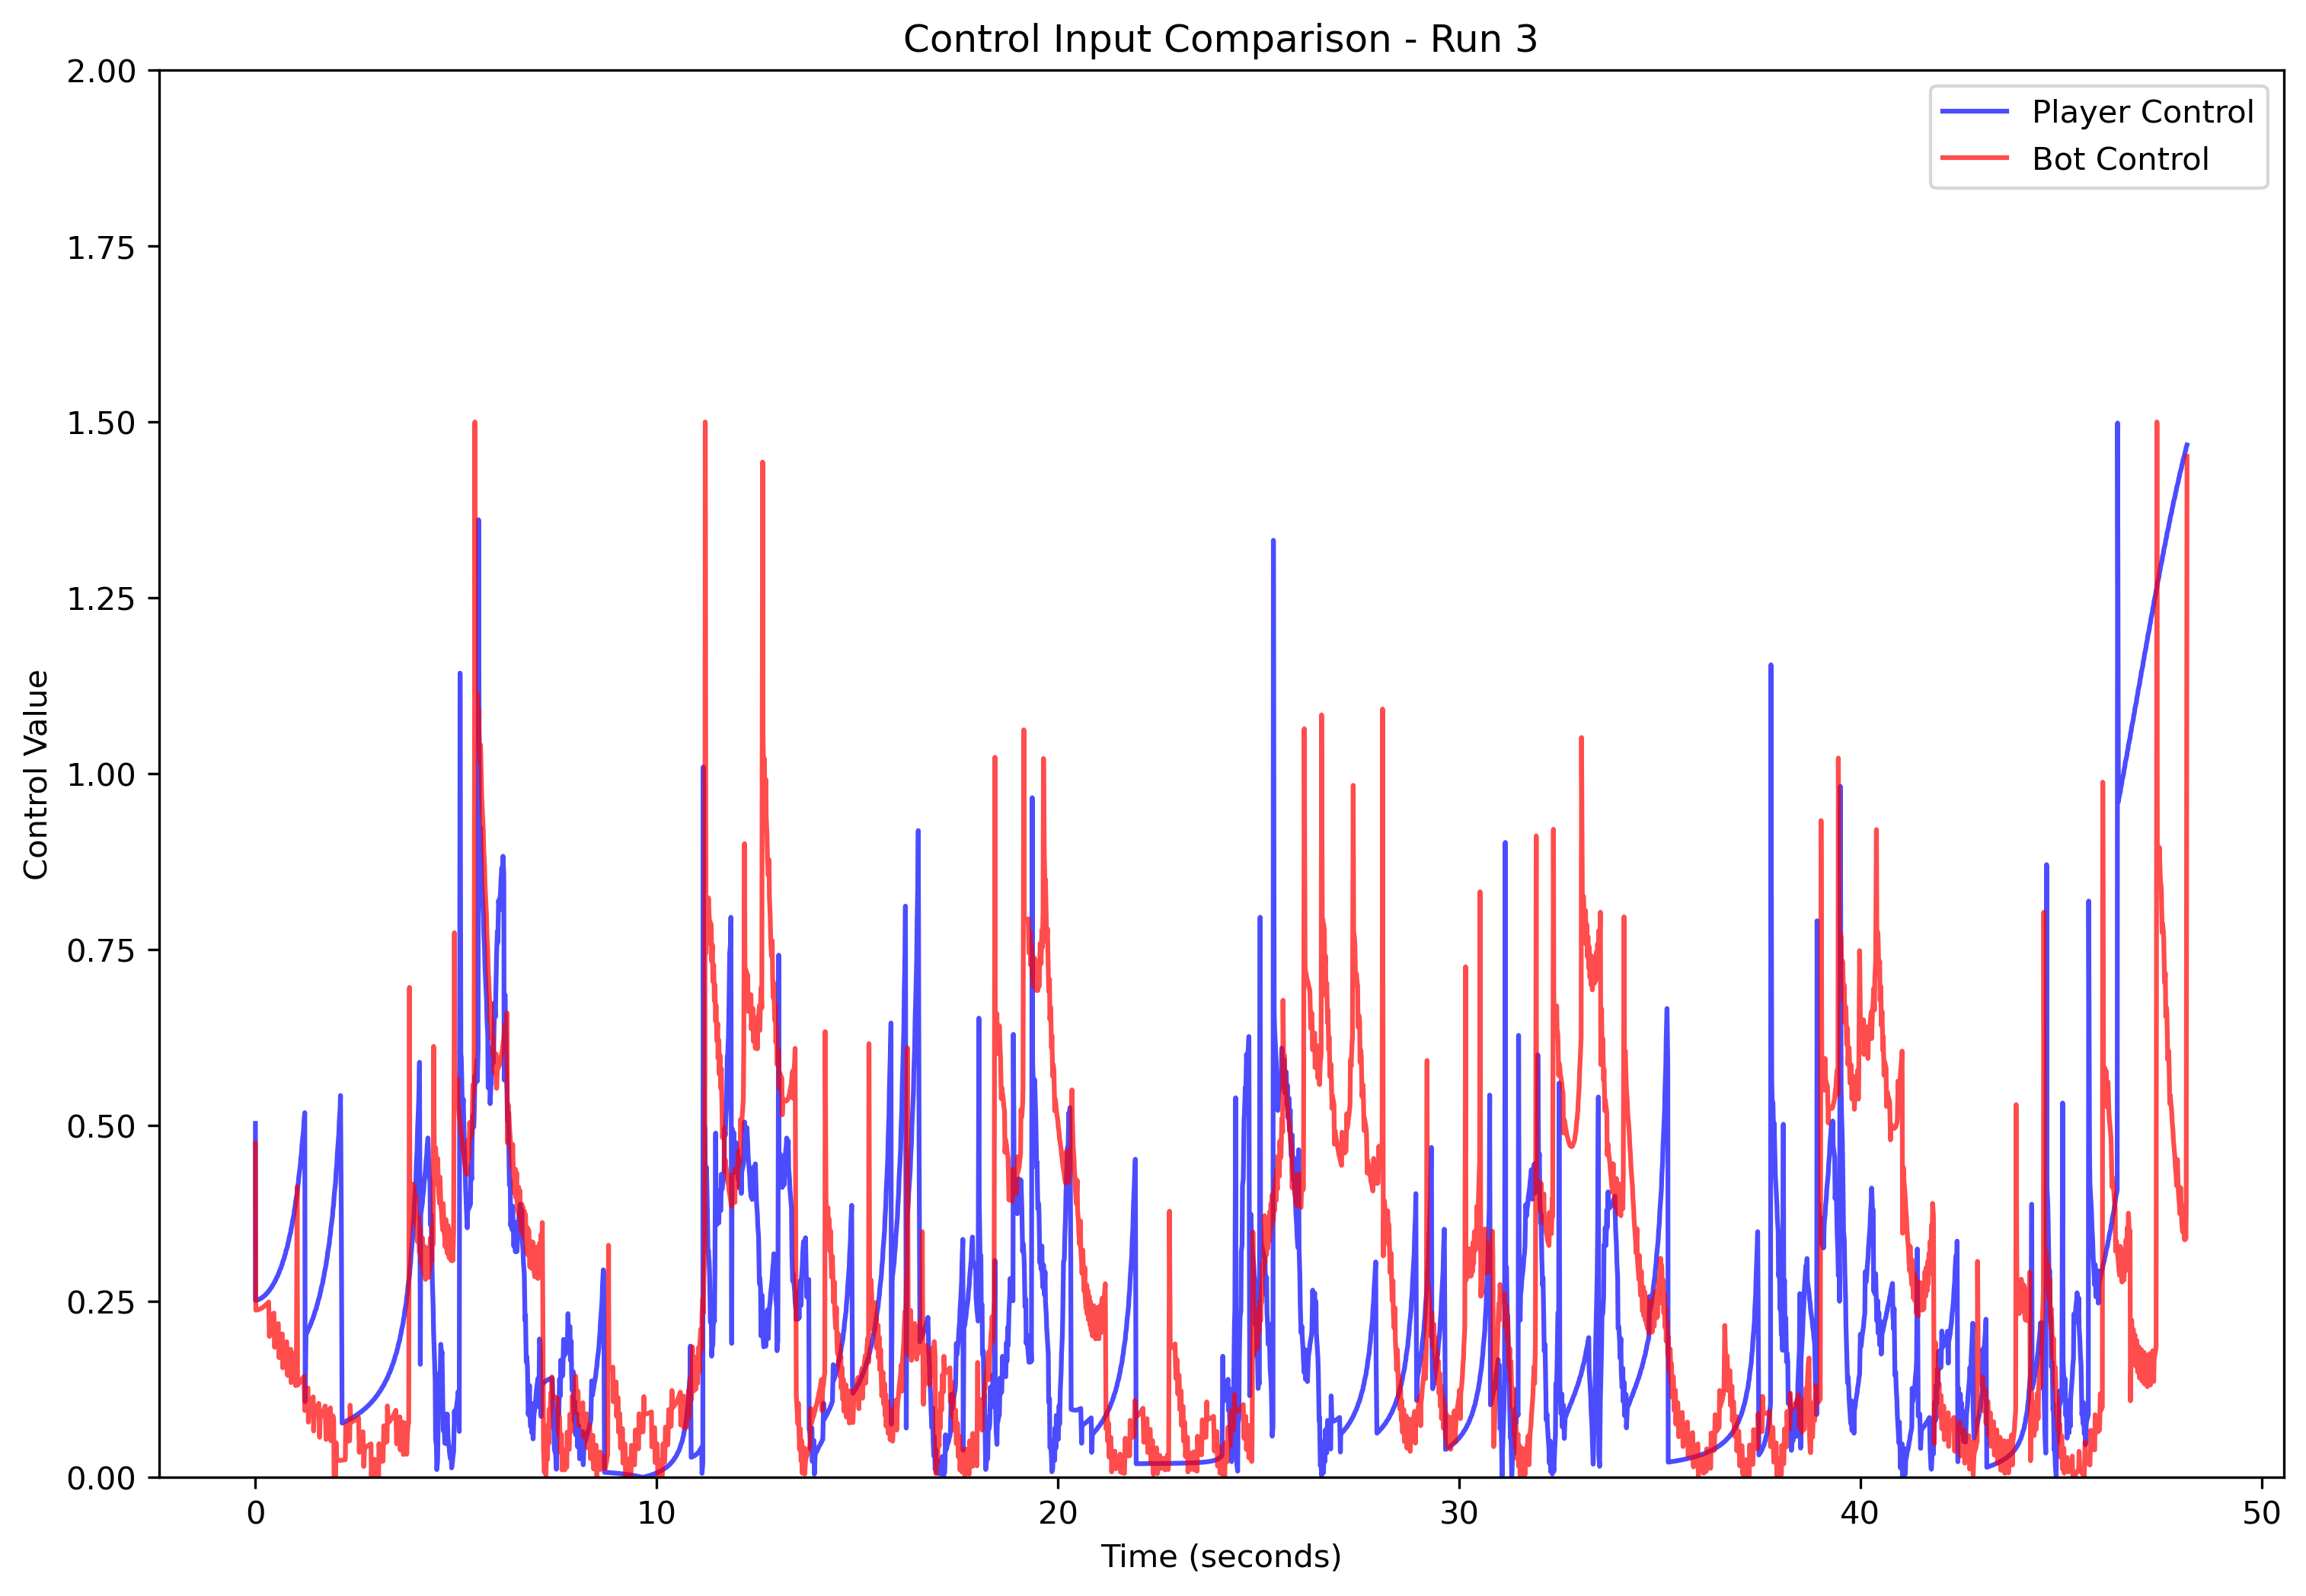 Control Input Comparison - Run 3
Player Control
Bot Control
Control Value
2.00
1.75
1.50
1.25
1.00
0.75
0.50
0.25
0.00
0 10 20 30 40 50
Time (seconds)